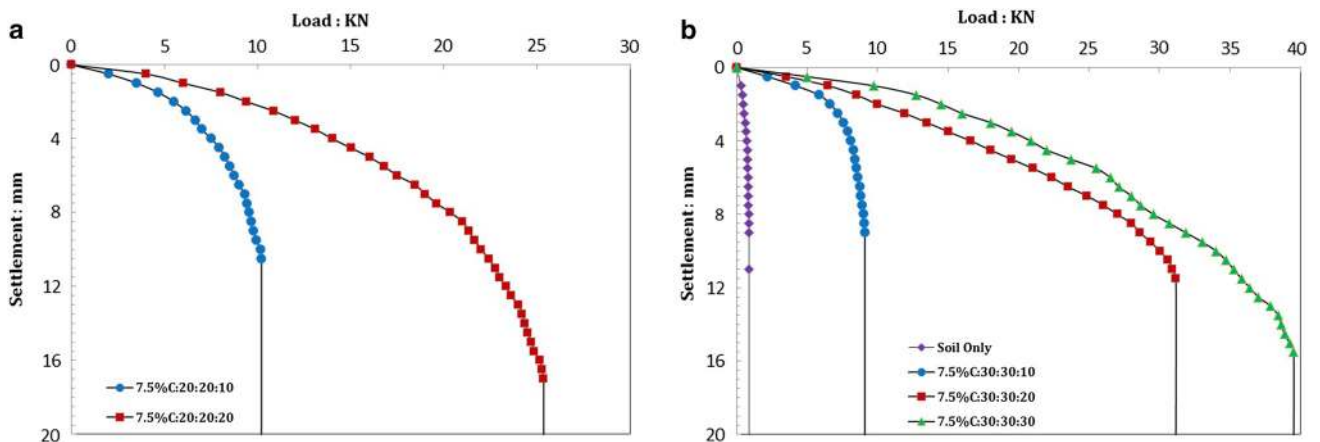 a
Load : KN
0 5 10 15 20 25 30
0
4
8
12
16
20
Settlement : mm
7.5%C:20:20:10
7.5%C:20:20:20
b
Load : KN
0 5 10 15 20 25 30 35 40
0
4
8
12
16
20
Settlement : mm
Soil Only
7.5%C:30:30:10
7.5%C:30:30:20
7.5%C:30:30:30